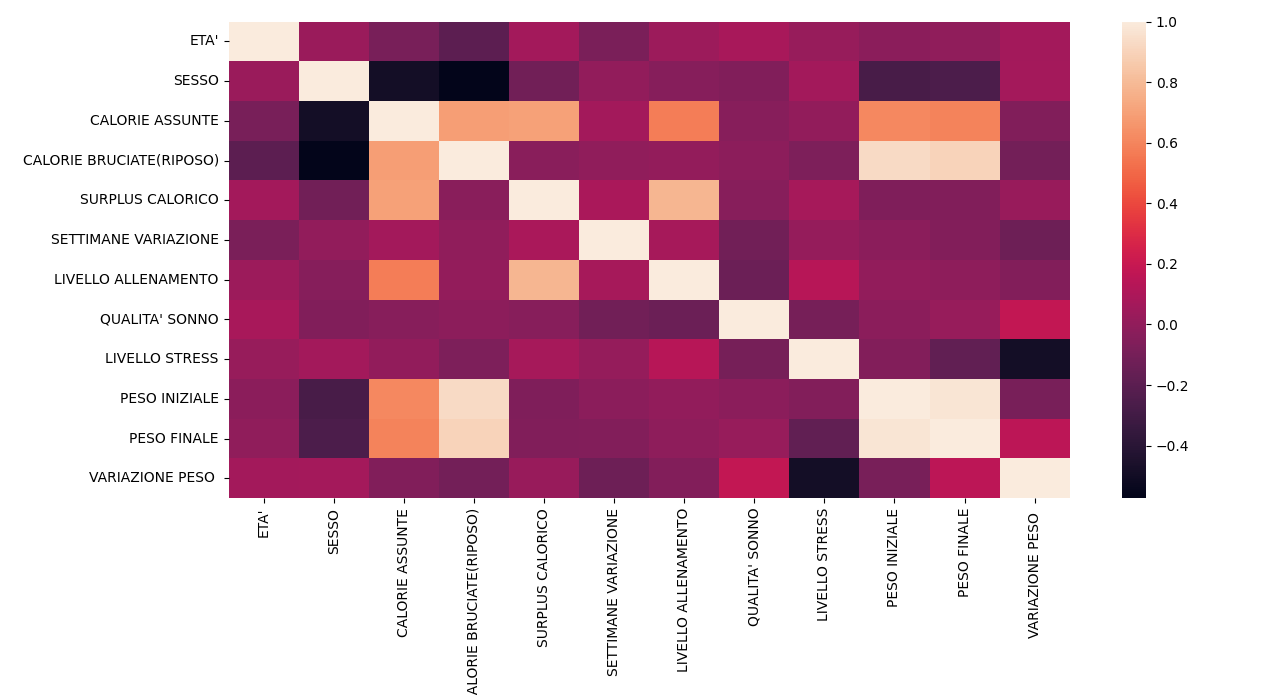 ETA'
SESSO
CALORIE ASSUNTE
CALORIE BRUCIATE(RIPOSO)
SURPLUS CALORICO
SETTIMANE VARIAZIONE
LIVELLO ALLENAMENTO
QUALITA' SONNO
LIVELLO STRESS
PESO INIZIALE
PESO FINALE
VARIAZIONE PESO
ETA'
SESSO
CALORIE ASSUNTE
ALORIE BRUCIATE(RIPOSO)
SURPLUS CALORICO
SETTIMANE VARIAZIONE
LIVELLO ALLENAMENTO
QUALITA' SONNO
LIVELLO STRESS
PESO INIZIALE
PESO FINALE
VARIAZIONE PESO
1.0
0.8
0.6
0.4
0.2
0.0
−0.2
−0.4